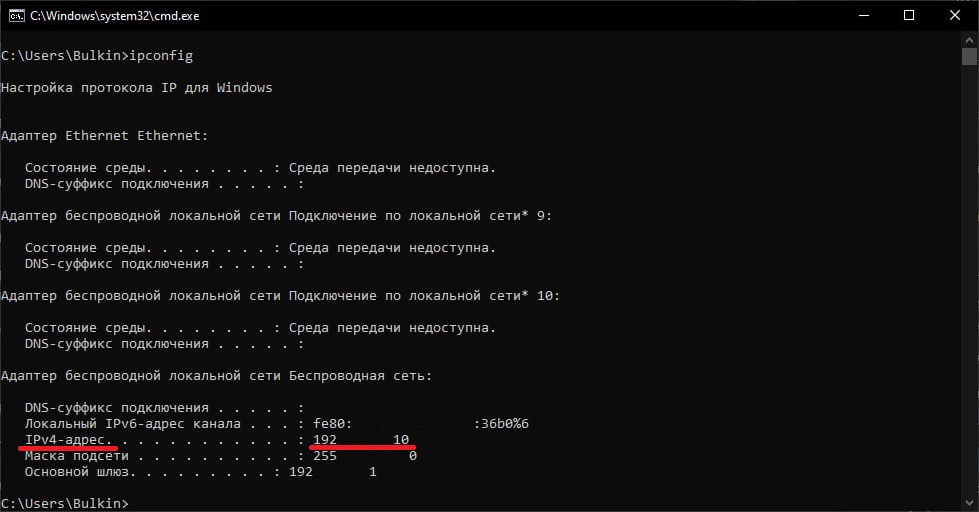 C:\Windows\system32\cmd.exe
C:\Users\Bulkin>ipconfig
Настройка протокола IP для Windows
Адаптер Ethernet Ethernet:
Состояние среды. . . . . . . . : Среда передачи недоступна.
DNS-суффикс подключения . . . . . :
Адаптер беспроводной локальной сети Подключение по локальной сети* 9:
Состояние среды. . . . . . . . : Среда передачи недоступна.
DNS-суффикс подключения . . . . . :
Адаптер беспроводной локальной сети Подключение по локальной сети* 10:
Состояние среды. . . . . . . . : Среда передачи недоступна.
DNS-суффикс подключения . . . . . :
Адаптер беспроводной локальной сети Беспроводная сеть:
DNS-суффикс подключения . . . . . :
Локальный IPv6-адрес канала . . . : fe80: :36b0%6
IPv4-адрес. . . . . . . . . . . . : 192 10
Маска подсети . . . . . . . . . . : 255 0
Основной шлюз. . . . . . . . . : 192 1
C:\Users\Bulkin>